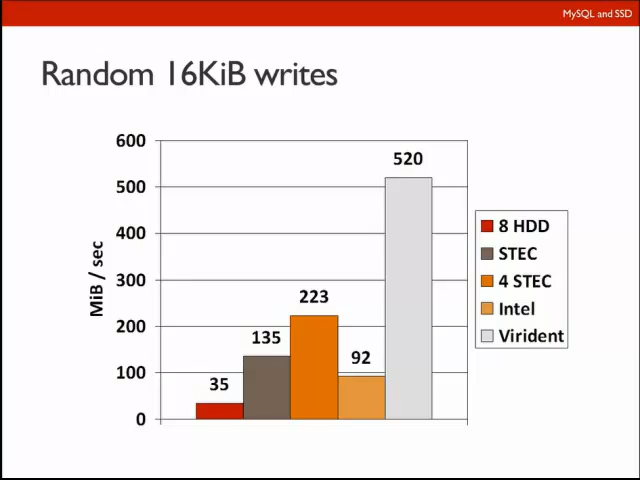 MySQL and SSD
Random 16KiB writes
600
500
400
300
200
100
0
MiB / sec
35
135
223
92
520
8 HDD
STEC
4 STEC
Intel
Virident